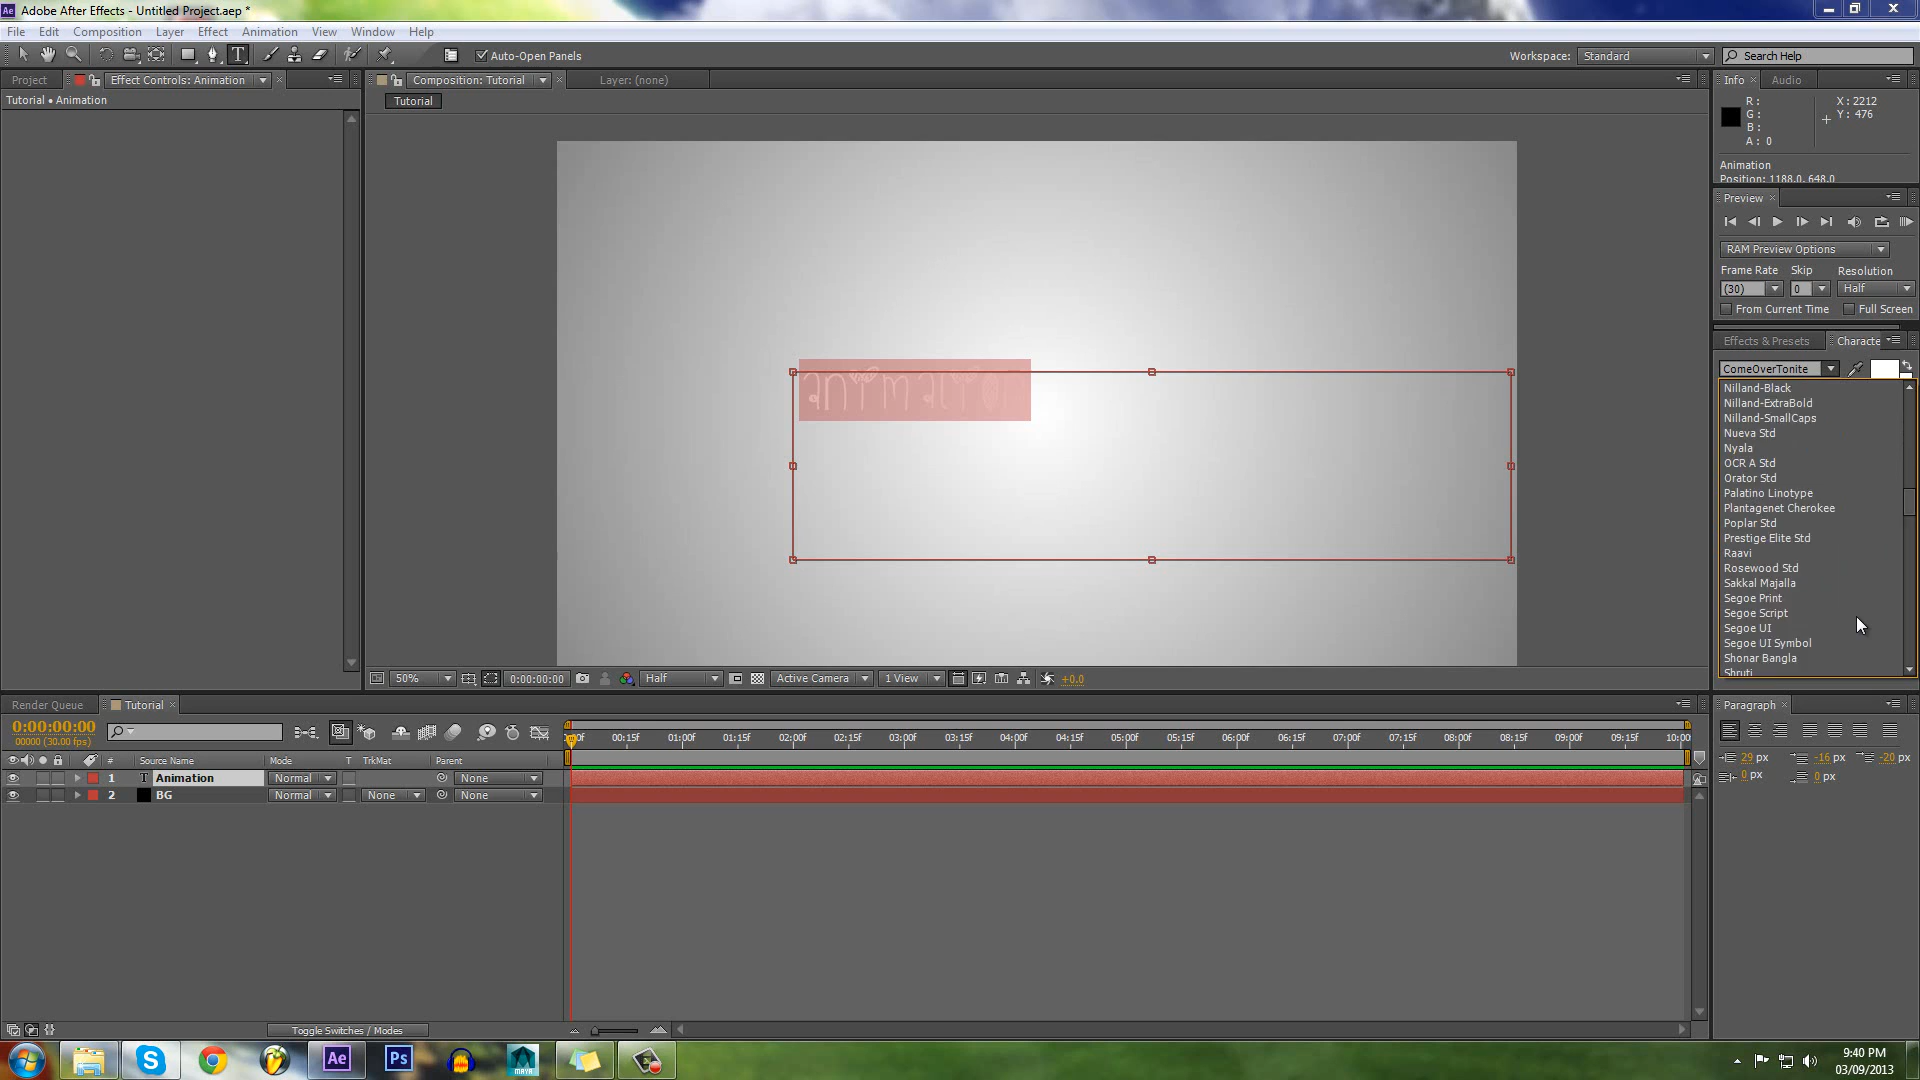 Ae Adobe After Effects - Untitled Project.aep *
File Edit Composition Layer Effect Animation View Window Help
T Auto-Open Panels Workspace: Standard Search Help
Project Effect Controls: Animation Composition: Tutorial Layer: (none) Info Audio
Tutorial • Animation
Tutorial
R :
G :
B :
A : 0
X : 2212
Y : 476
Animation
Position: 1188.0, 648.0
Preview
RAM Preview Options
Frame Rate Skip Resolution
(30) 0 Half
From Current Time Full Screen
Effects & Presets Characte
ComeOverTonite
Nilland-Black
Nilland-ExtraBold
Nilland-SmallCaps
Nueva Std
Nyala
OCR A Std
Orator Std
Palatino Linotype
Plantagenet Cherokee
Poplar Std
Prestige Elite Std
Raavi
Rosewood Std
Sakkal Majalla
Segoe Print
Segoe Script
Segoe UI
Segoe UI Symbol
Shonar Bangla
Shruti
animation
50% 0:00:00:00 Half Active Camera 1 View +0.0
Render Queue Tutorial
0:00:00:00
00000 (30.00 fps)
00:15f 01:00f 01:15f 02:00f 02:15f 03:00f 03:15f 04:00f 04:15f 05:00f 05:15f 06:00f 06:15f 07:00f 07:15f 08:00f 08:15f 09:00f 09:15f 10:00
# Source Name Mode T TrkMat Parent
1 T Animation Normal None
2 BG Normal None None
Toggle Switches / Modes
Paragraph
29 px -16 px -20 px
0 px 0 px
Ae Ps MAYA
9:40 PM
03/09/2013